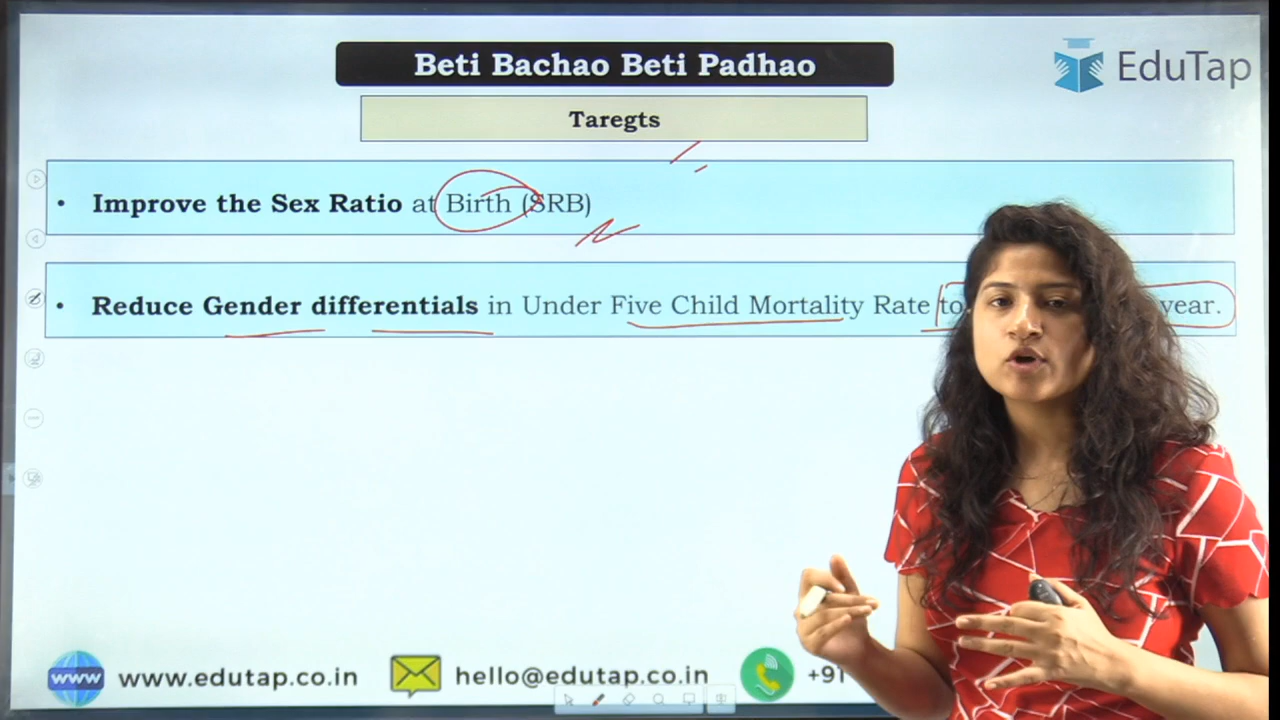 Beti Bachao Beti Padhao
EduTap
Taregts
• Improve the Sex Ratio at Birth (SRB)
• Reduce Gender differentials in Under Five Child Mortality Rate to year.
www www.edutap.co.in hello@edutap.co.in +91